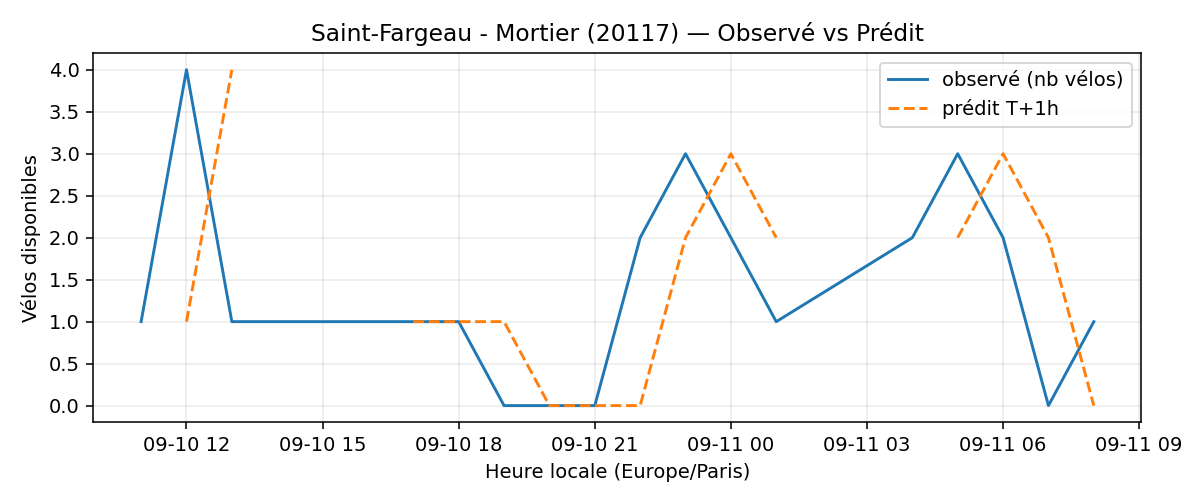 Saint-Fargeau - Mortier (20117) — Observé vs Prédit
observé (nb vélos)
prédit T+1h
Vélos disponibles
4.0
3.5
3.0
2.5
2.0
1.5
1.0
0.5
0.0
09-10 12 09-10 15 09-10 18 09-10 21 09-11 00 09-11 03 09-11 06 09-11 09
Heure locale (Europe/Paris)